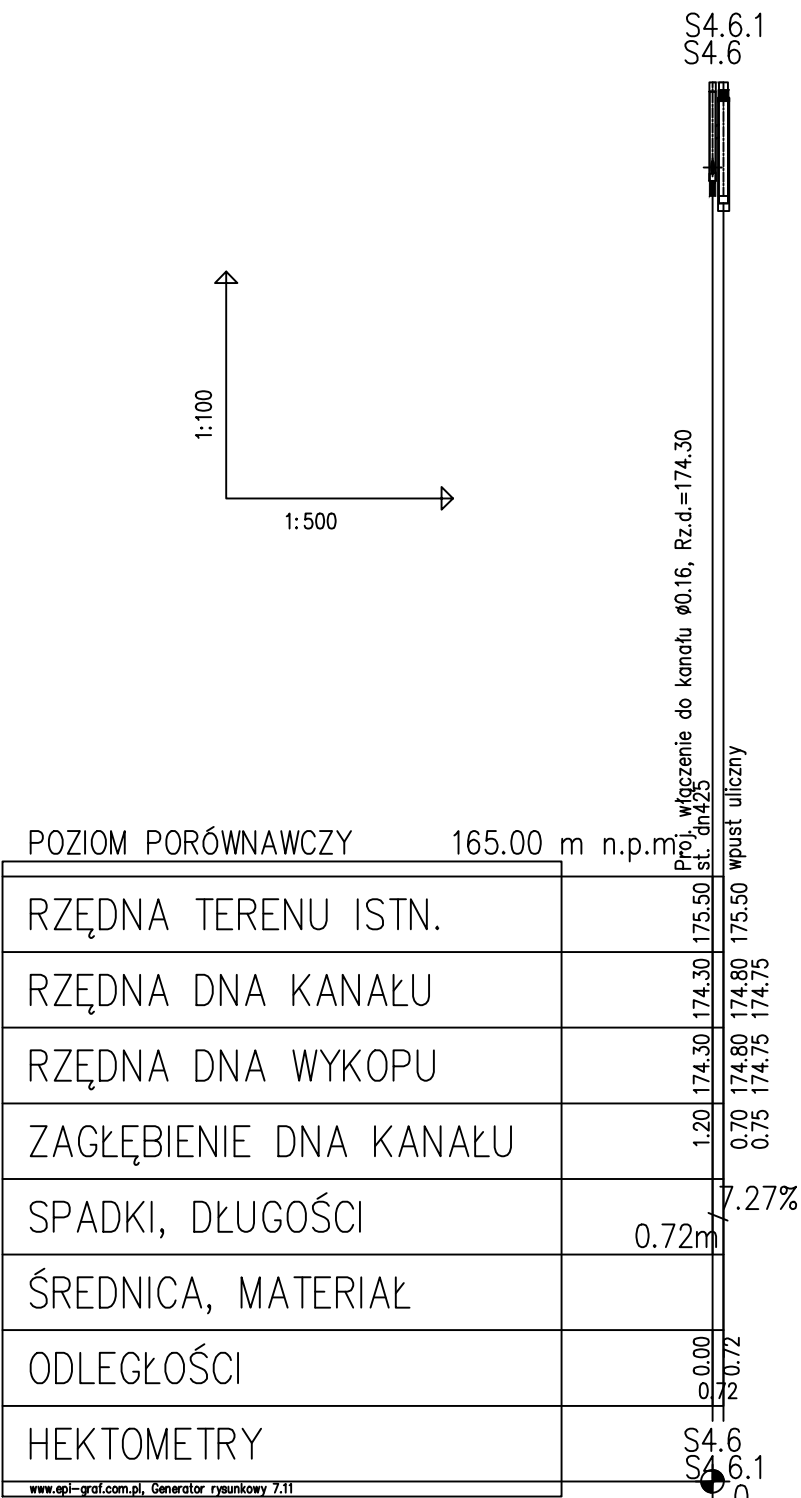 S4.6.1
S4.6
1:100
1:500
Proj. włączenie do kanału ø0.16, Rz.d.=174.30
st. dn425
wpust uliczny
POZIOM PORÓWNAWCZY 165.00 m n.p.m.
RZĘDNA TERENU ISTN. 175.50 175.50
RZĘDNA DNA KANAŁU 174.30 174.80 174.75
RZĘDNA DNA WYKOPU 174.30 174.80 174.75
ZAGŁĘBIENIE DNA KANAŁU 1.20 0.70 0.75
SPADKI, DŁUGOŚCI 0.72m 7.27%
ŚREDNICA, MATERIAŁ
ODLEGŁOŚCI 0.00 0.72
0.72
HEKTOMETRY
S4.6
S4.6.1
0
www.epi-graf.com.pl, Generator rysunkowy 7.11